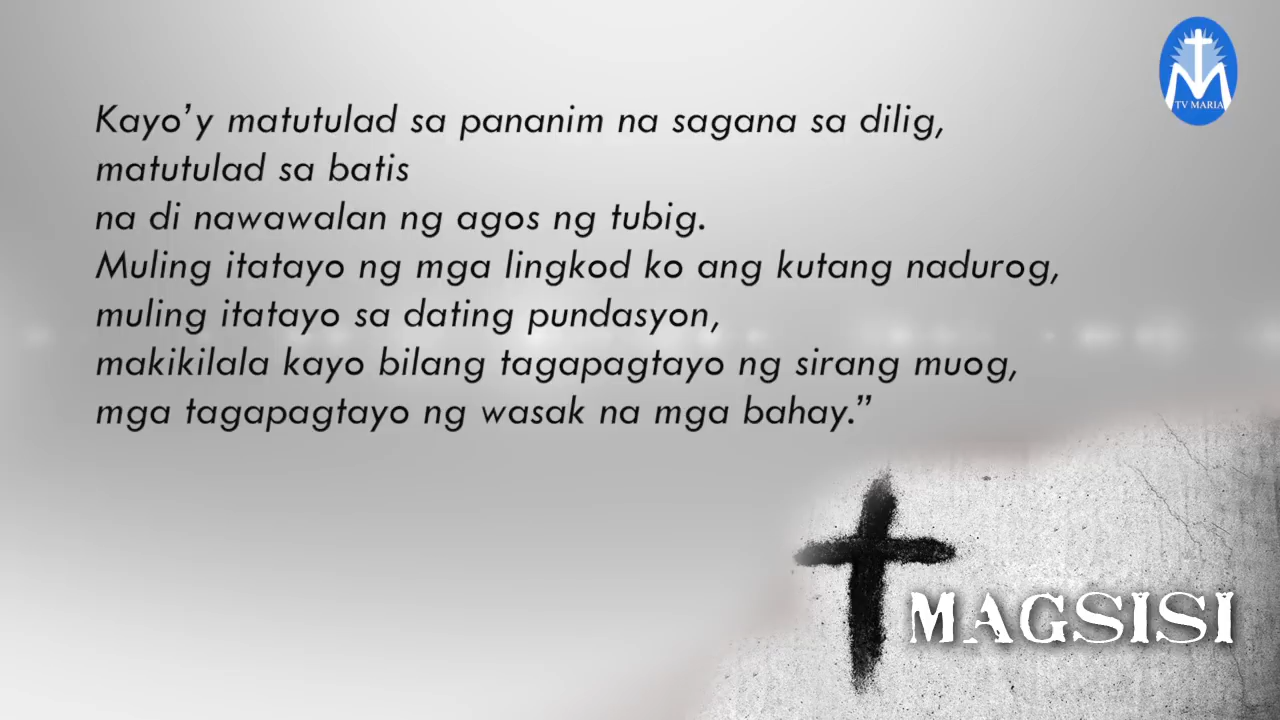 TV MARIA
Kayo’y matutulad sa pananim na sagana sa dilig,
matutulad sa batis
na di nawawalan ng agos ng tubig.
Muling itatayo ng mga lingkod ko ang kutang nadurog,
muling itatayo sa dating pundasyon,
makikilala kayo bilang tagapagtayo ng sirang muog,
mga tagapagtayo ng wasak na mga bahay.”
MAGSISI